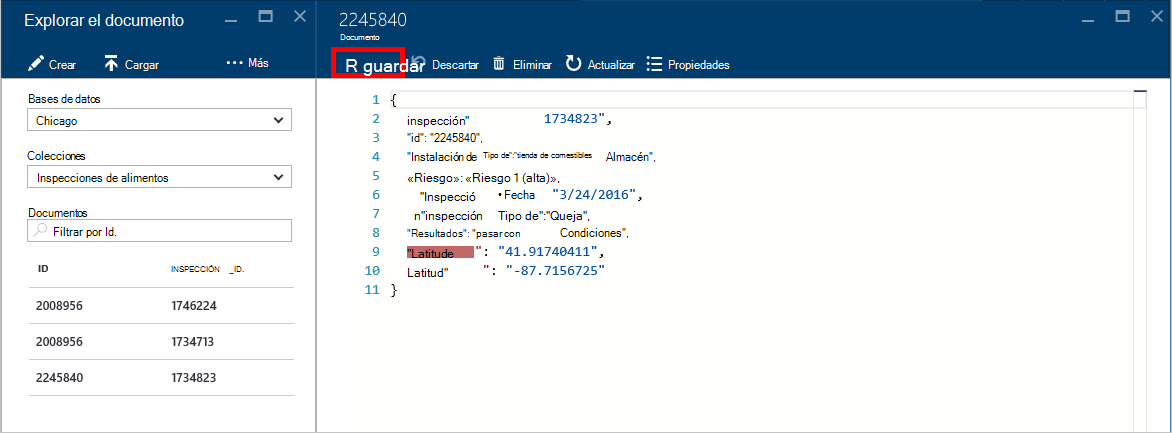 Explorar el documento
Crear Cargar ••• Más
Bases de datos
Chicago
Colecciones
Inspecciones de alimentos
Documentos
Filtrar por Id.
ID INSPECCIÓN _ID.
2008956 1746224
2008956 1734713
2245840 1734823
2245840
Documento
R guardar Descartar Eliminar Actualizar Propiedades
1 {
2 inspección" 1734823",
3 "id": "2245840",
4 "Instalación de Tipo de":"tienda de comestibles Almacén",
5 «Riesgo»: «Riesgo 1 (alta)»,
6 "Inspecció • Fecha "3/24/2016",
7 n"inspección Tipo de":"Queja",
8 "Resultados": "pasar con Condiciones",
9 "Latitude ": "41.91740411",
10 Latitud" ": "-87.7156725"
11 }